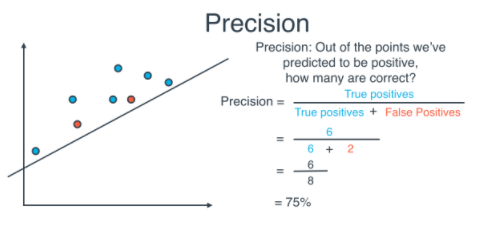 Precision
Precision: Out of the points we've
predicted to be positive,
how many are correct?
Precision = True positives
True positives + False Positives
= 6
6 + 2
= 6
8
= 75%